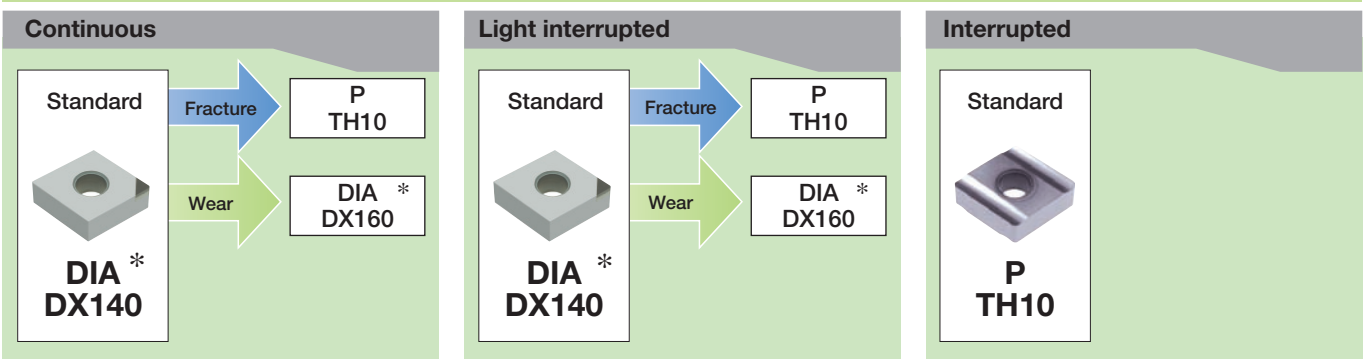 Continuous
Standard
DIA *
DX140
Fracture
P
TH10
Wear
DIA *
DX160
Light interrupted
Standard
DIA *
DX140
Fracture
P
TH10
Wear
DIA *
DX160
Interrupted
Standard
P
TH10